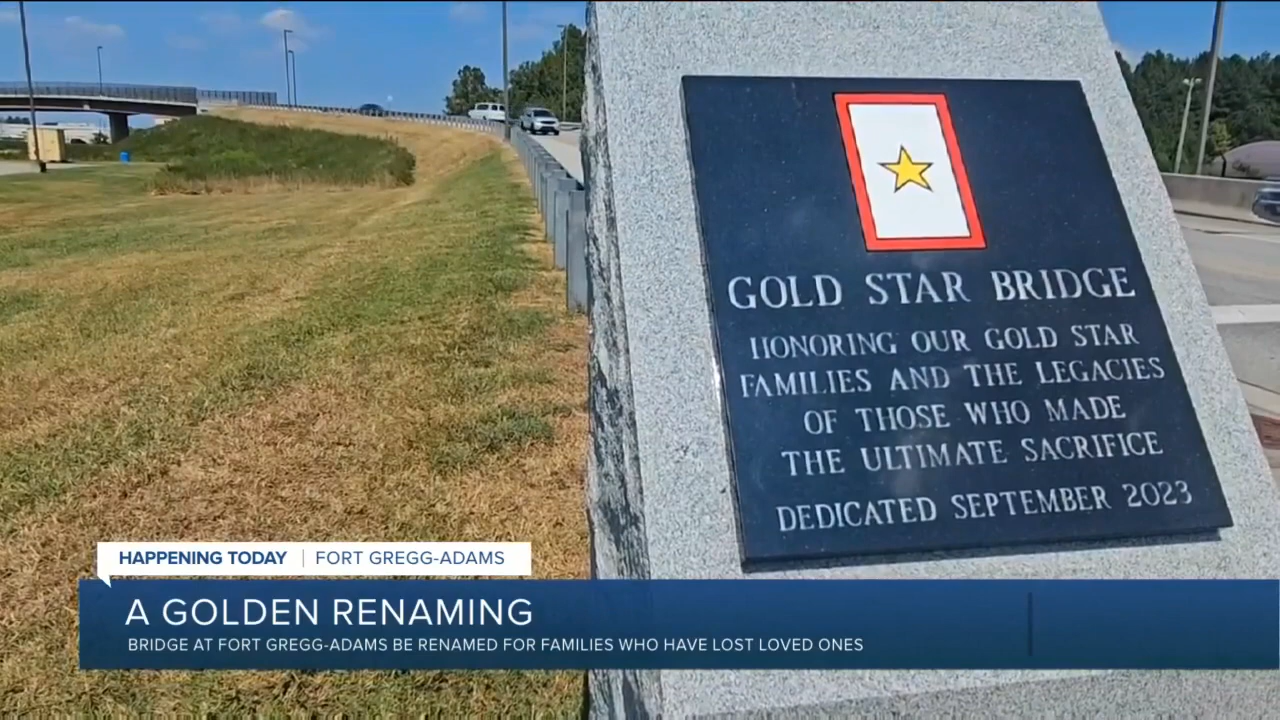 GOLD STAR BRIDGE
HONORING OUR GOLD STAR
FAMILIES AND THE LEGACIES
OF THOSE WHO MADE
THE ULTIMATE SACRIFICE
DEDICATED SEPTEMBER 2023
HAPPENING TODAY | FORT GREGG-ADAMS
A GOLDEN RENAMING
BRIDGE AT FORT GREGG-ADAMS BE RENAMED FOR FAMILIES WHO HAVE LOST LOVED ONES